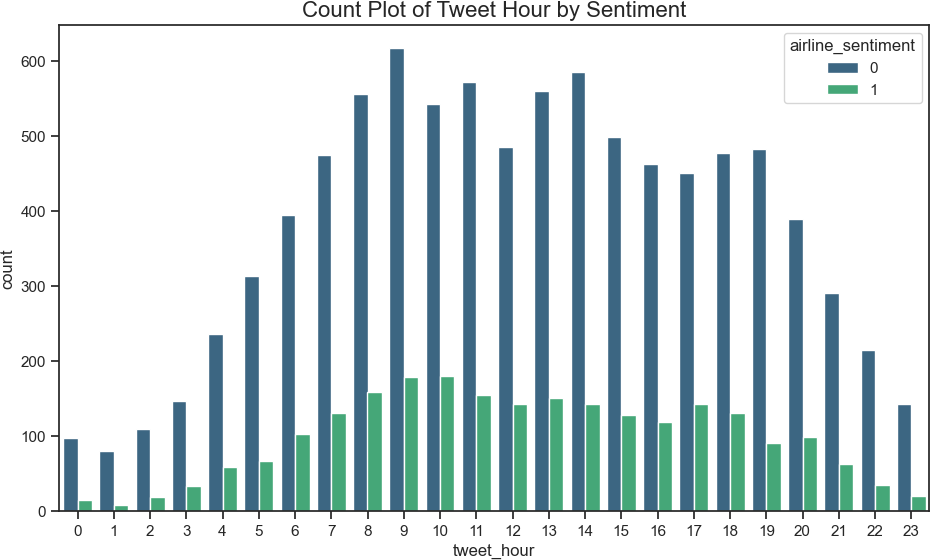 Count Plot of Tweet Hour by Sentiment
airline_sentiment
0
1
600
500
400
300
200
100
0
count
0 1 2 3 4 5 6 7 8 9 10 11 12 13 14 15 16 17 18 19 20 21 22 23
tweet_hour